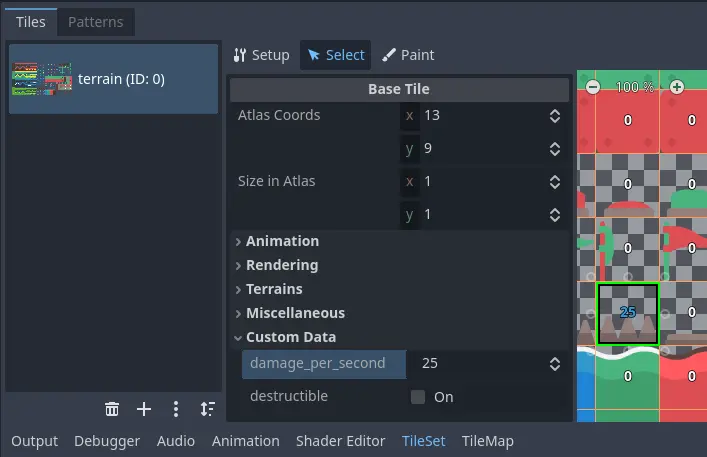 Tiles Patterns
terrain (ID: 0)
Setup Select Paint
Base Tile
Atlas Coords x 13
y 9
Size in Atlas x 1
y 1
Animation
Rendering
Terrains
Miscellaneous
Custom Data
damage_per_second 25
destructible On
100 %
0 0
0 0
0 0
25 0
0 0
Output Debugger Audio Animation Shader Editor TileSet TileMap